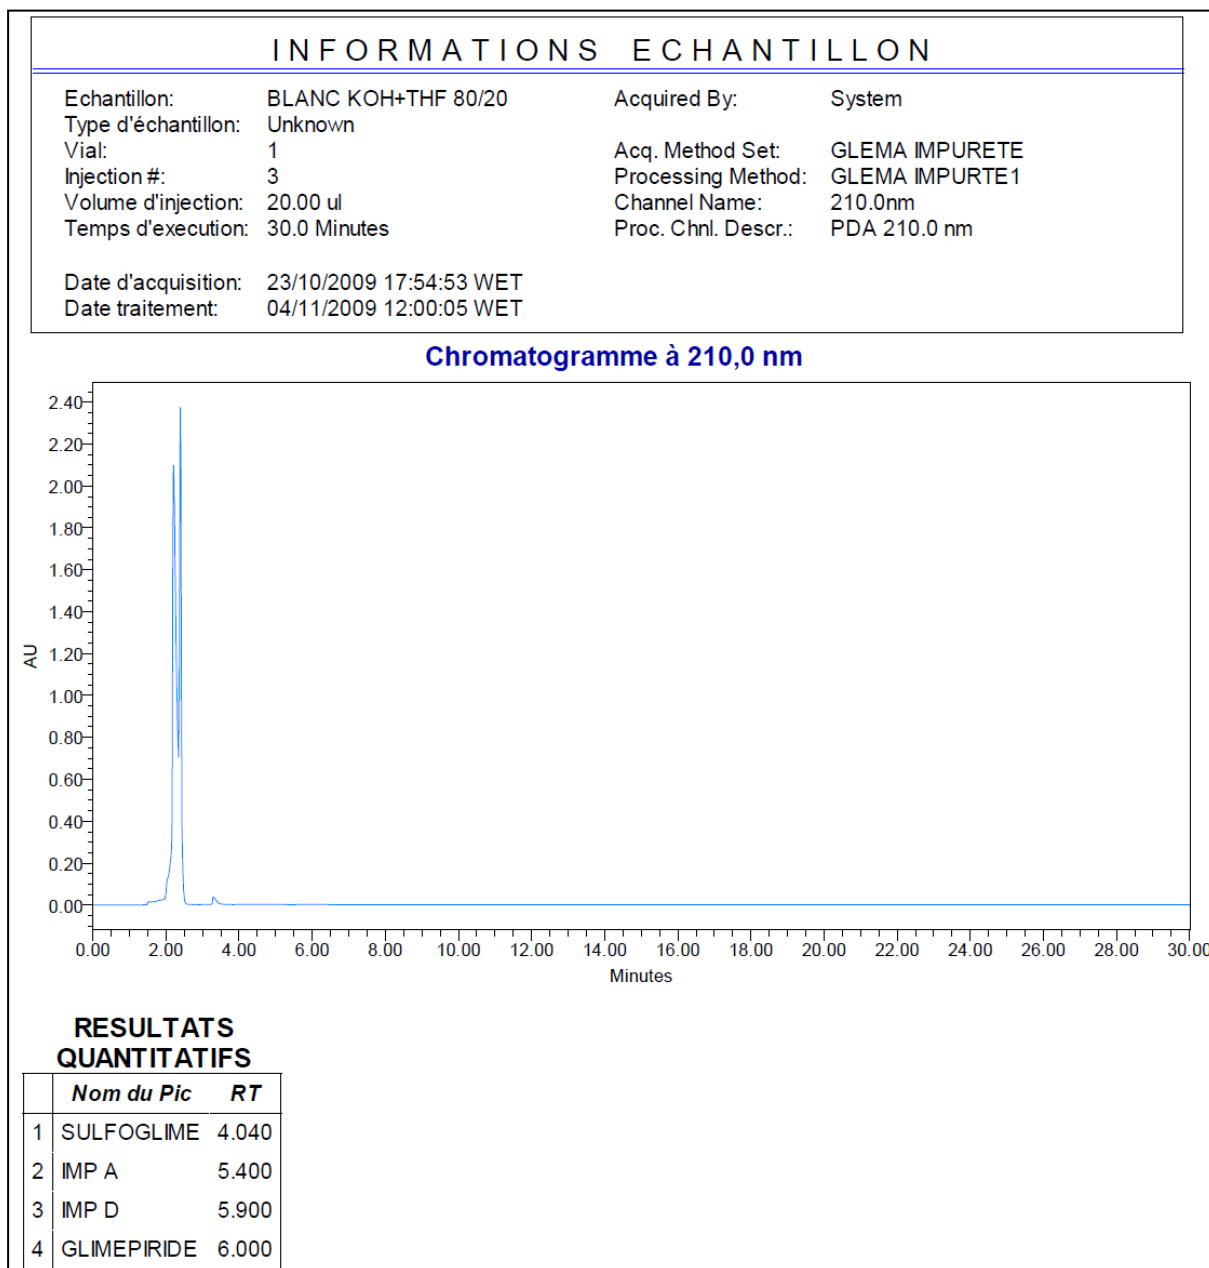 INFORMATIONS ECHANTILLON
Echantillon: BLANC KOH+THF 80/20 Acquired By: System
Type d'échantillon: Unknown
Vial: 1 Acq. Method Set: GLEMA IMPURETE
Injection #: 3 Processing Method: GLEMA IMPURTE1
Volume d'injection: 20.00 ul Channel Name: 210.0nm
Temps d'execution: 30.0 Minutes Proc. Chnl. Descr.: PDA 210.0 nm
Date d'acquisition: 23/10/2009 17:54:53 WET
Date traitement: 04/11/2009 12:00:05 WET
Chromatogramme à 210,0 nm
2.40
2.20
2.00
1.80
1.60
1.40
1.20
1.00
0.80
0.60
0.40
0.20
0.00
AU
0.00 2.00 4.00 6.00 8.00 10.00 12.00 14.00 16.00 18.00 20.00 22.00 24.00 26.00 28.00 30.00
Minutes
RESULTATS
QUANTITATIFS
Nom du Pic RT
1 SULFOGLIME 4.040
2 IMP A 5.400
3 IMP D 5.900
4 GLIMEPIRIDE 6.000